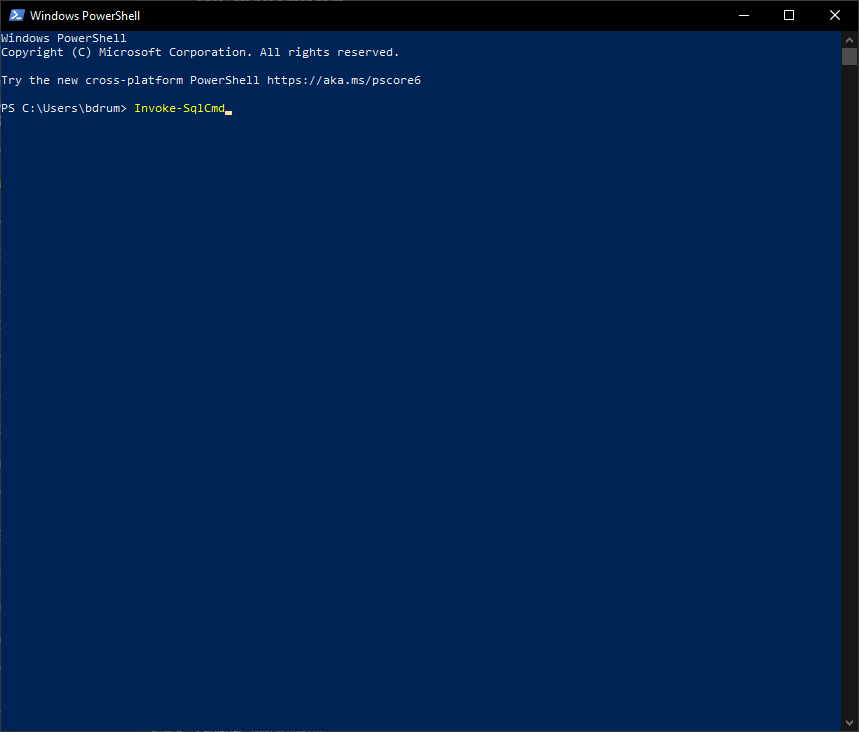 Windows PowerShell
Windows PowerShell
Copyright (C) Microsoft Corporation. All rights reserved.
Try the new cross-platform PowerShell https://aka.ms/pscore6
PS C:\Users\bdrum> Invoke-SqlCmd